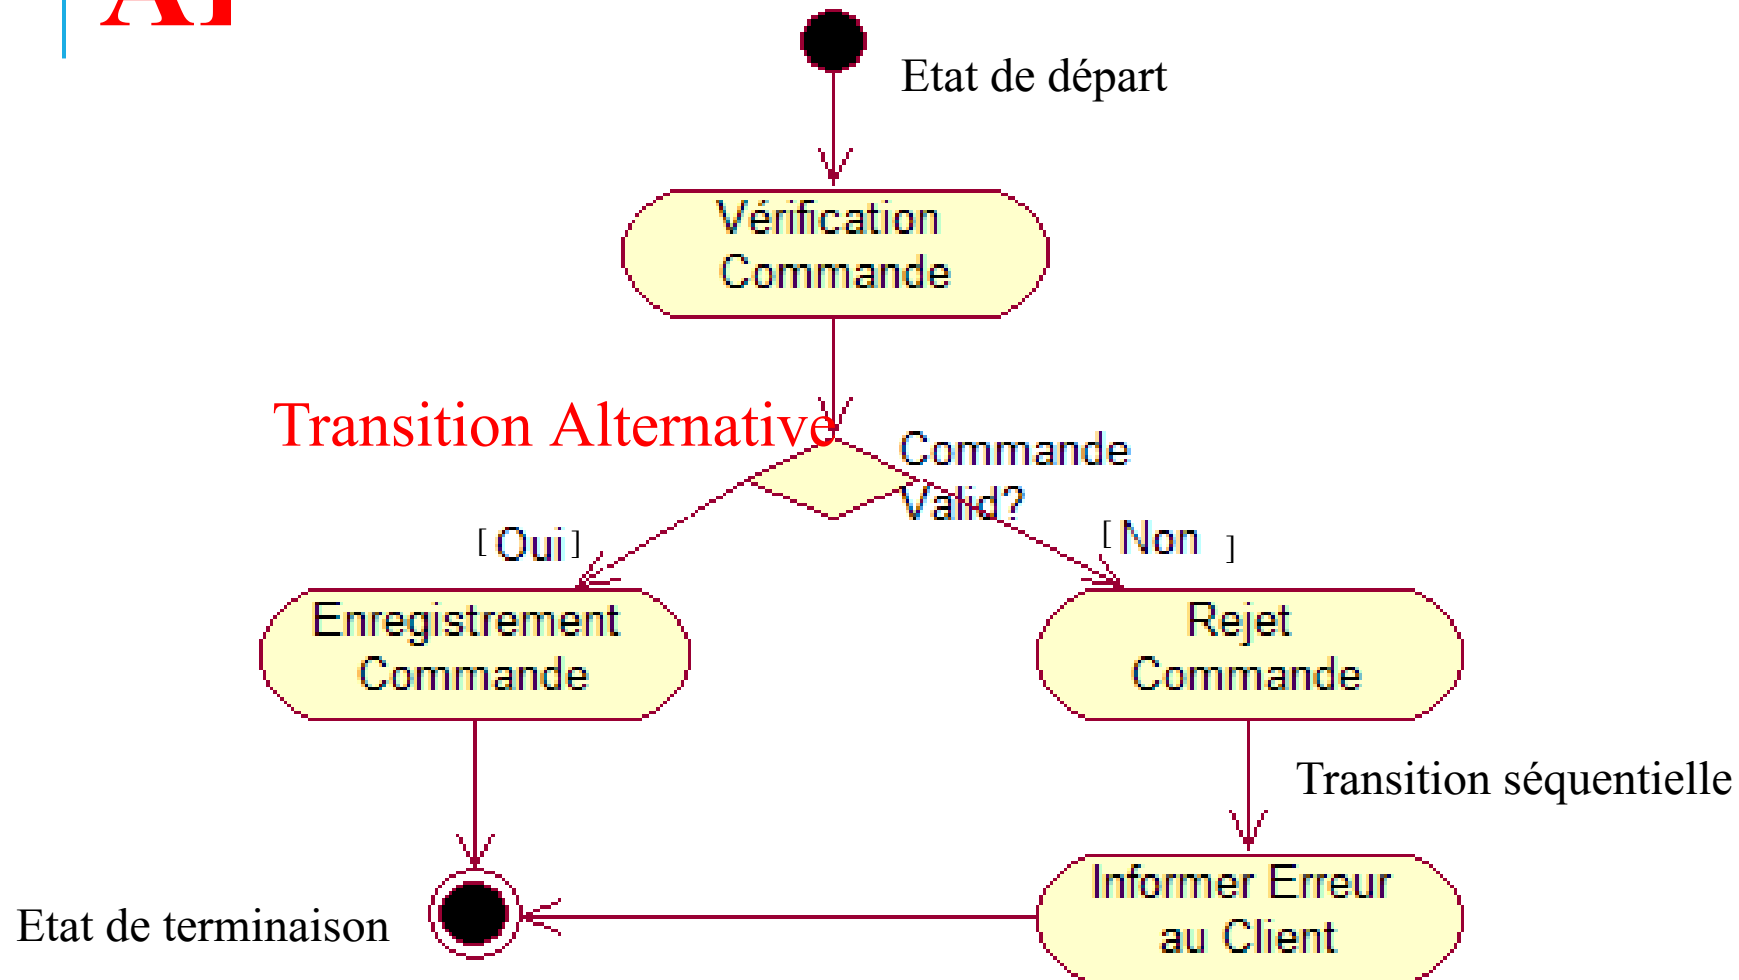 Etat de départ
Vérification
Commande
Transition Alternative
Commande
Valid?
[ Oui ]
[ Non ]
Enregistrement
Commande
Rejet
Commande
Transition séquentielle
Informer Erreur
au Client
Etat de terminaison